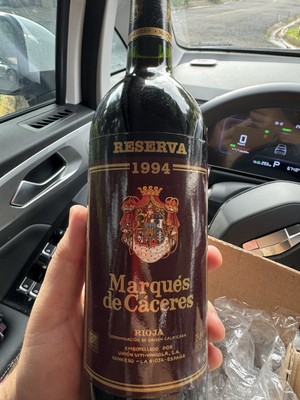 RESERVA
1994
Marqués
de Cáceres
RIOJA
DENOMINACIÓN DE ORIGEN CALIFICADA
EMBOTELLADO POR
UNIÓN VITI-VINÍCOLA, S.A.
CENICERO - LA RIOJA - ESPAÑA
0
P